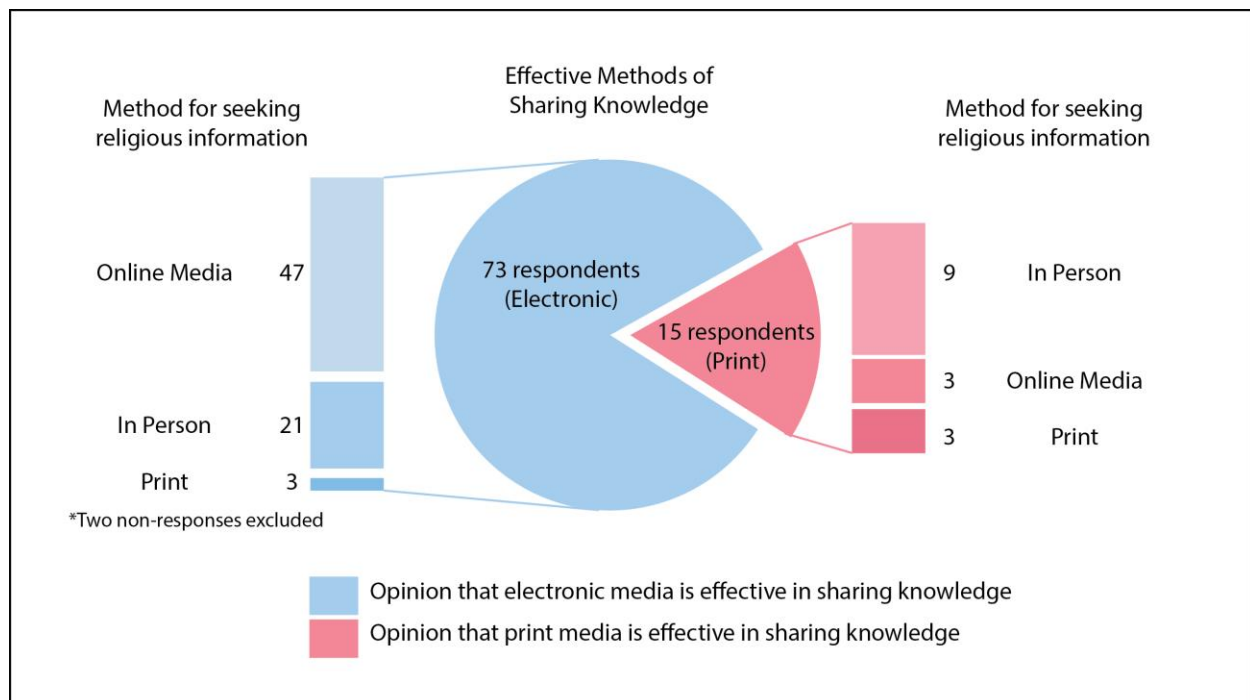 Effective Methods of
Sharing Knowledge
Method for seeking
religious information
Online Media 47
In Person 21
Print 3
*Two non-responses excluded
73 respondents
(Electronic)
15 respondents
(Print)
Method for seeking
religious information
9 In Person
3 Online Media
3 Print
Opinion that electronic media is effective in sharing knowledge
Opinion that print media is effective in sharing knowledge